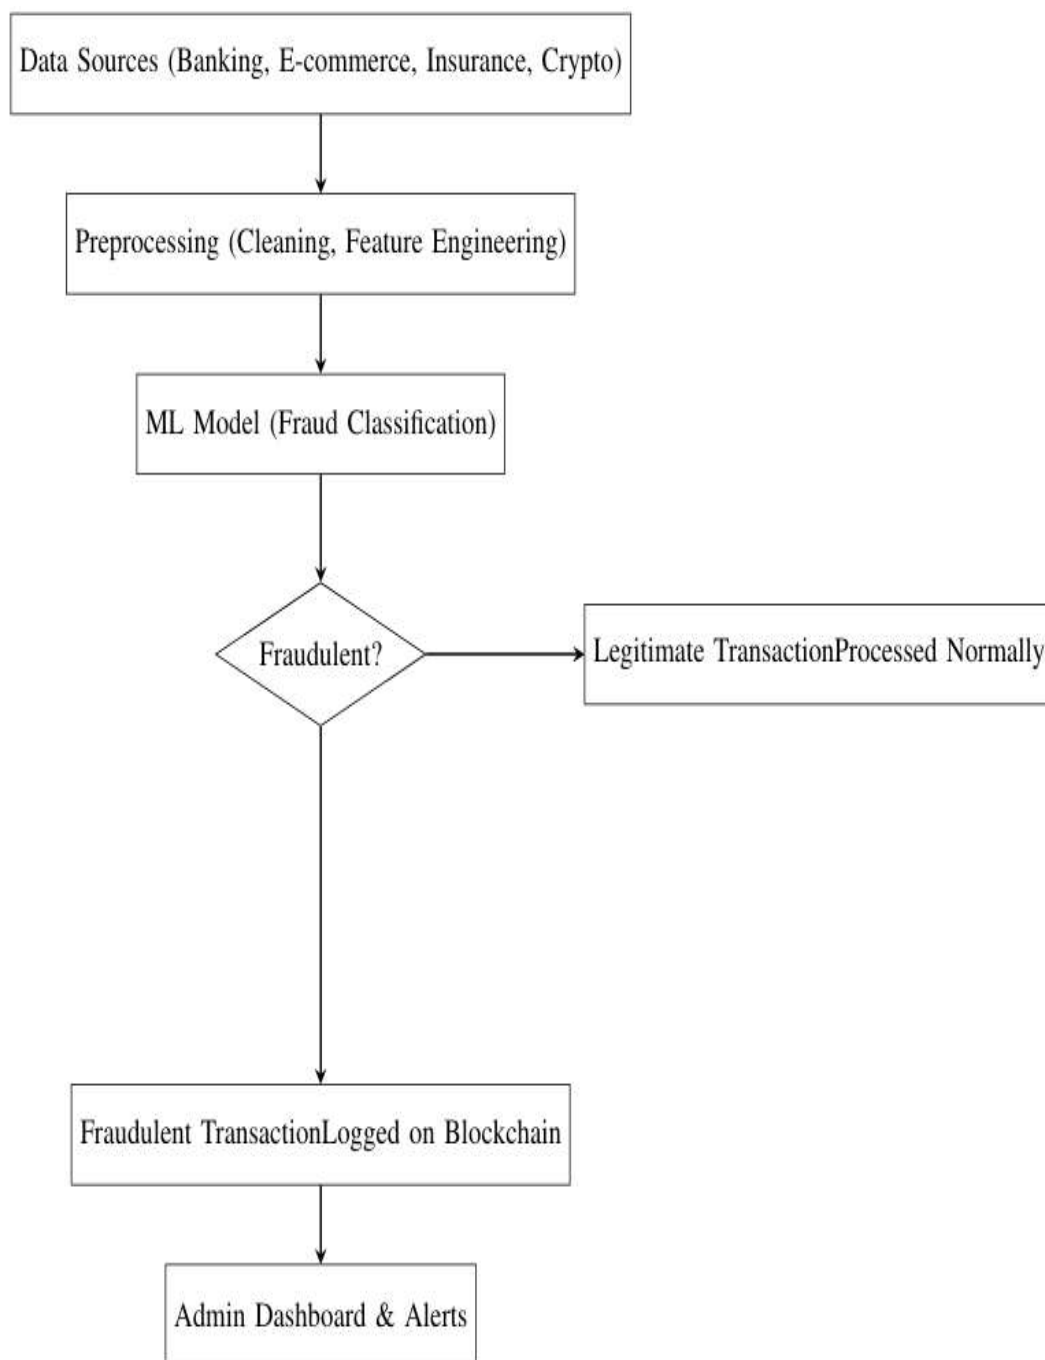 Data Sources (Banking, E-commerce, Insurance, Crypto)
Preprocessing (Cleaning, Feature Engineering)
ML Model (Fraud Classification)
Fraudulent?
Legitimate TransactionProcessed Normally
Fraudulent TransactionLogged on Blockchain
Admin Dashboard & Alerts